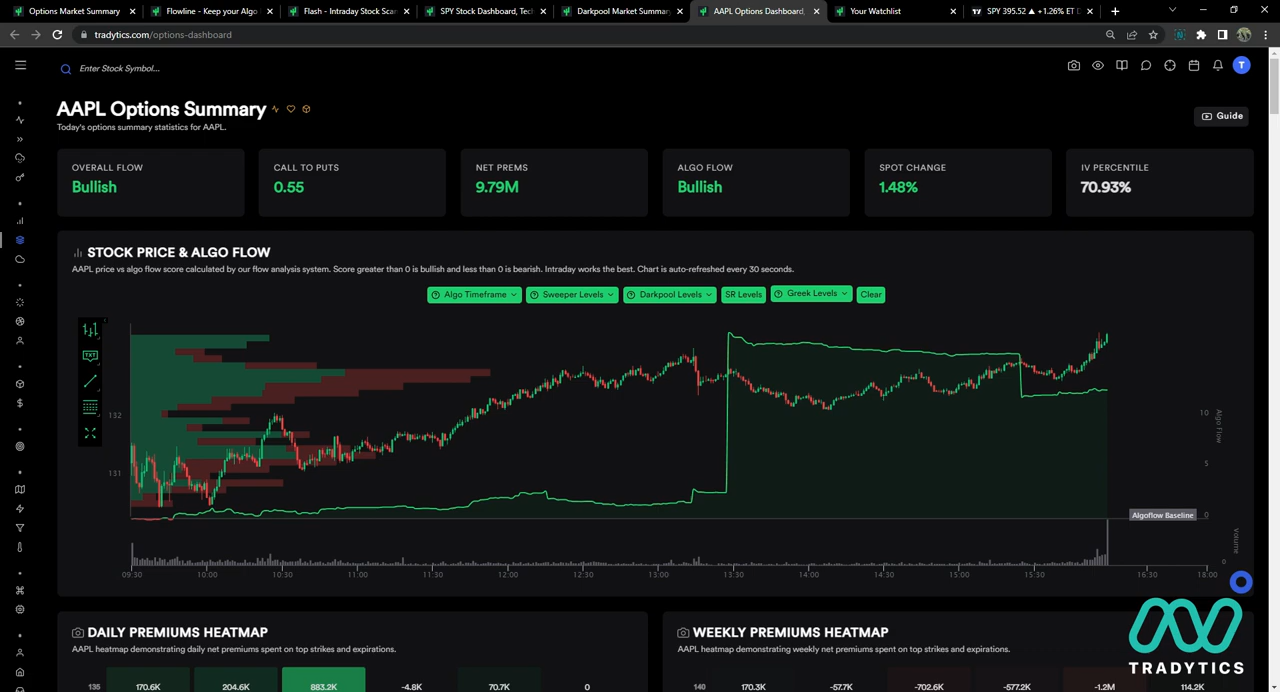 Options Market Summary
Flowline - Keep your Algo
Flash - Intraday Stock Scan
SPY Stock Dashboard, Tech
Darkpool Market Summary
AAPL Options Dashboard,
Your Watchlist
SPY 395.52 ▲ +1.26% ET D
tradytics.com/options-dashboard
Enter Stock Symbol...
T
AAPL Options Summary
Today's options summary statistics for AAPL.
Guide
OVERALL FLOW
Bullish
CALL TO PUTS
0.55
NET PREMS
9.79M
ALGO FLOW
Bullish
SPOT CHANGE
1.48%
IV PERCENTILE
70.93%
STOCK PRICE & ALGO FLOW
AAPL price vs algo flow score calculated by our flow analysis system. Score greater than 0 is bullish and less than 0 is bearish. Intraday works the best. Chart is auto-refreshed every 30 seconds.
Algo Timeframe
Sweeper Levels
Darkpool Levels
SR Levels
Greek Levels
Clear
TXT
132
131
10
5
0
Algo Flow
Algoflow Baseline
Volume
0
09:30 10:00 10:30 11:00 11:30 12:00 12:30 13:00 13:30 14:00 14:30 15:00 15:30 16:30 18:00
DAILY PREMIUMS HEATMAP
AAPL heatmap demonstrating daily net premiums spent on top strikes and expirations.
135 170.6K 204.6K 883.2K -4.8K 70.7K 0
WEEKLY PREMIUMS HEATMAP
AAPL heatmap demonstrating weekly net premiums spent on top strikes and expirations.
140 170.3K -57.7K -702.6K -577.2K -1.2M 114.2K
TRADYTICS